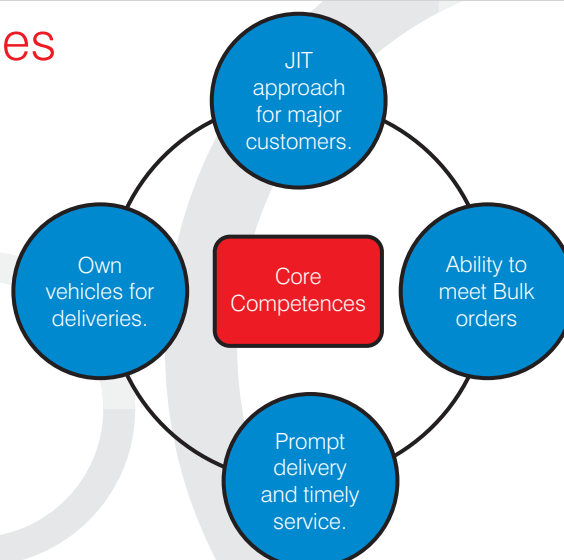 es
JIT
approach
for major
customers.
Own
vehicles for
deliveries.
Core
Competences
Ability to
meet Bulk
orders
Prompt
delivery
and timely
service.